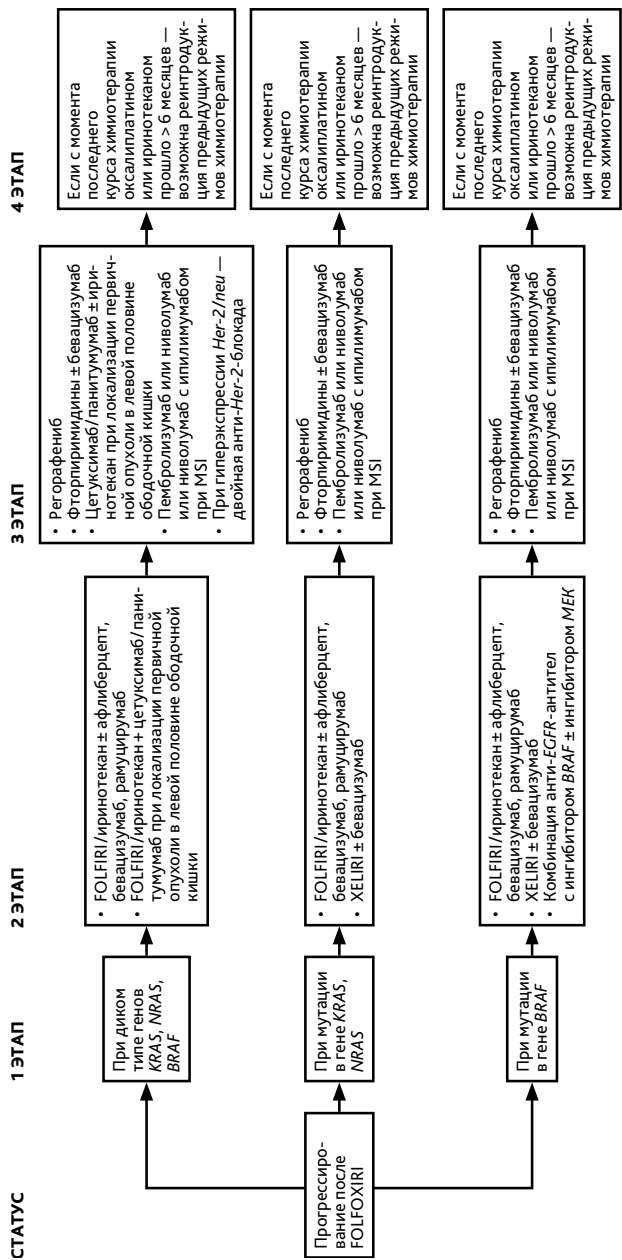 СТАТУС
1 ЭТАП
2 ЭТАП
3 ЭТАП
4 ЭТАП
Прогрессиро-
вание после
FOLFOXIRI
При диком
типе генов
KRAS, NRAS,
BRAF
• FOLFIRI/иринотекан ± афлиберцепт,
бевацизумаб, рамуцирумаб
• FOLFIRI/иринотекан + цетуксимаб/пани-
тумумаб при локализации первичной
опухоли в левой половине ободочной
кишки
• Регорафениб
• Фторпиримидины ± бевацизумаб
• Цетуксимаб/панитумумаб ± ири-
нотекан при локализации первич-
ной опухоли в левой половине
ободочной кишки
• Пембролизумаб или ниволумаб
или ниволумаб с ипилимумабом
при MSI
• При гиперэкспрессии Her-2/neu —
двойная анти-Her-2-блокада
Если с момента
последнего
курса химиотерапии
оксалиплатином
или иринотеканом
прошло > 6 месяцев —
возможна реинтродук-
ция предыдущих режи-
мов химиотерапии
При мутации
в гене KRAS,
NRAS
• FOLFIRI/иринотекан ± афлиберцепт,
бевацизумаб, рамуцирумаб
• XELIRI ± бевацизумаб
• Регорафениб
• Фторпиримидины ± бевацизумаб
• Пембролизумаб или ниволумаб
или ниволумаб с ипилимумабом
при MSI
Если с момента
последнего
курса химиотерапии
оксалиплатином
или иринотеканом
прошло > 6 месяцев —
возможна реинтродук-
ция предыдущих режи-
мов химиотерапии
При мутации
в гене BRAF
• FOLFIRI/иринотекан ± афлиберцепт,
бевацизумаб, рамуцирумаб
• XELIRI ± бевацизумаб
• Комбинация анти-EGFR-антител
с ингибитором BRAF ± ингибитором MEK
• Регорафениб
• Фторпиримидины ± бевацизумаб
• Пембролизумаб или ниволумаб
или ниволумаб с ипилимумабом
при MSI
Если с момента
последнего
курса химиотерапии
оксалиплатином
или иринотеканом
прошло > 6 месяцев —
возможна реинтродук-
ция предыдущих режи-
мов химиотерапии